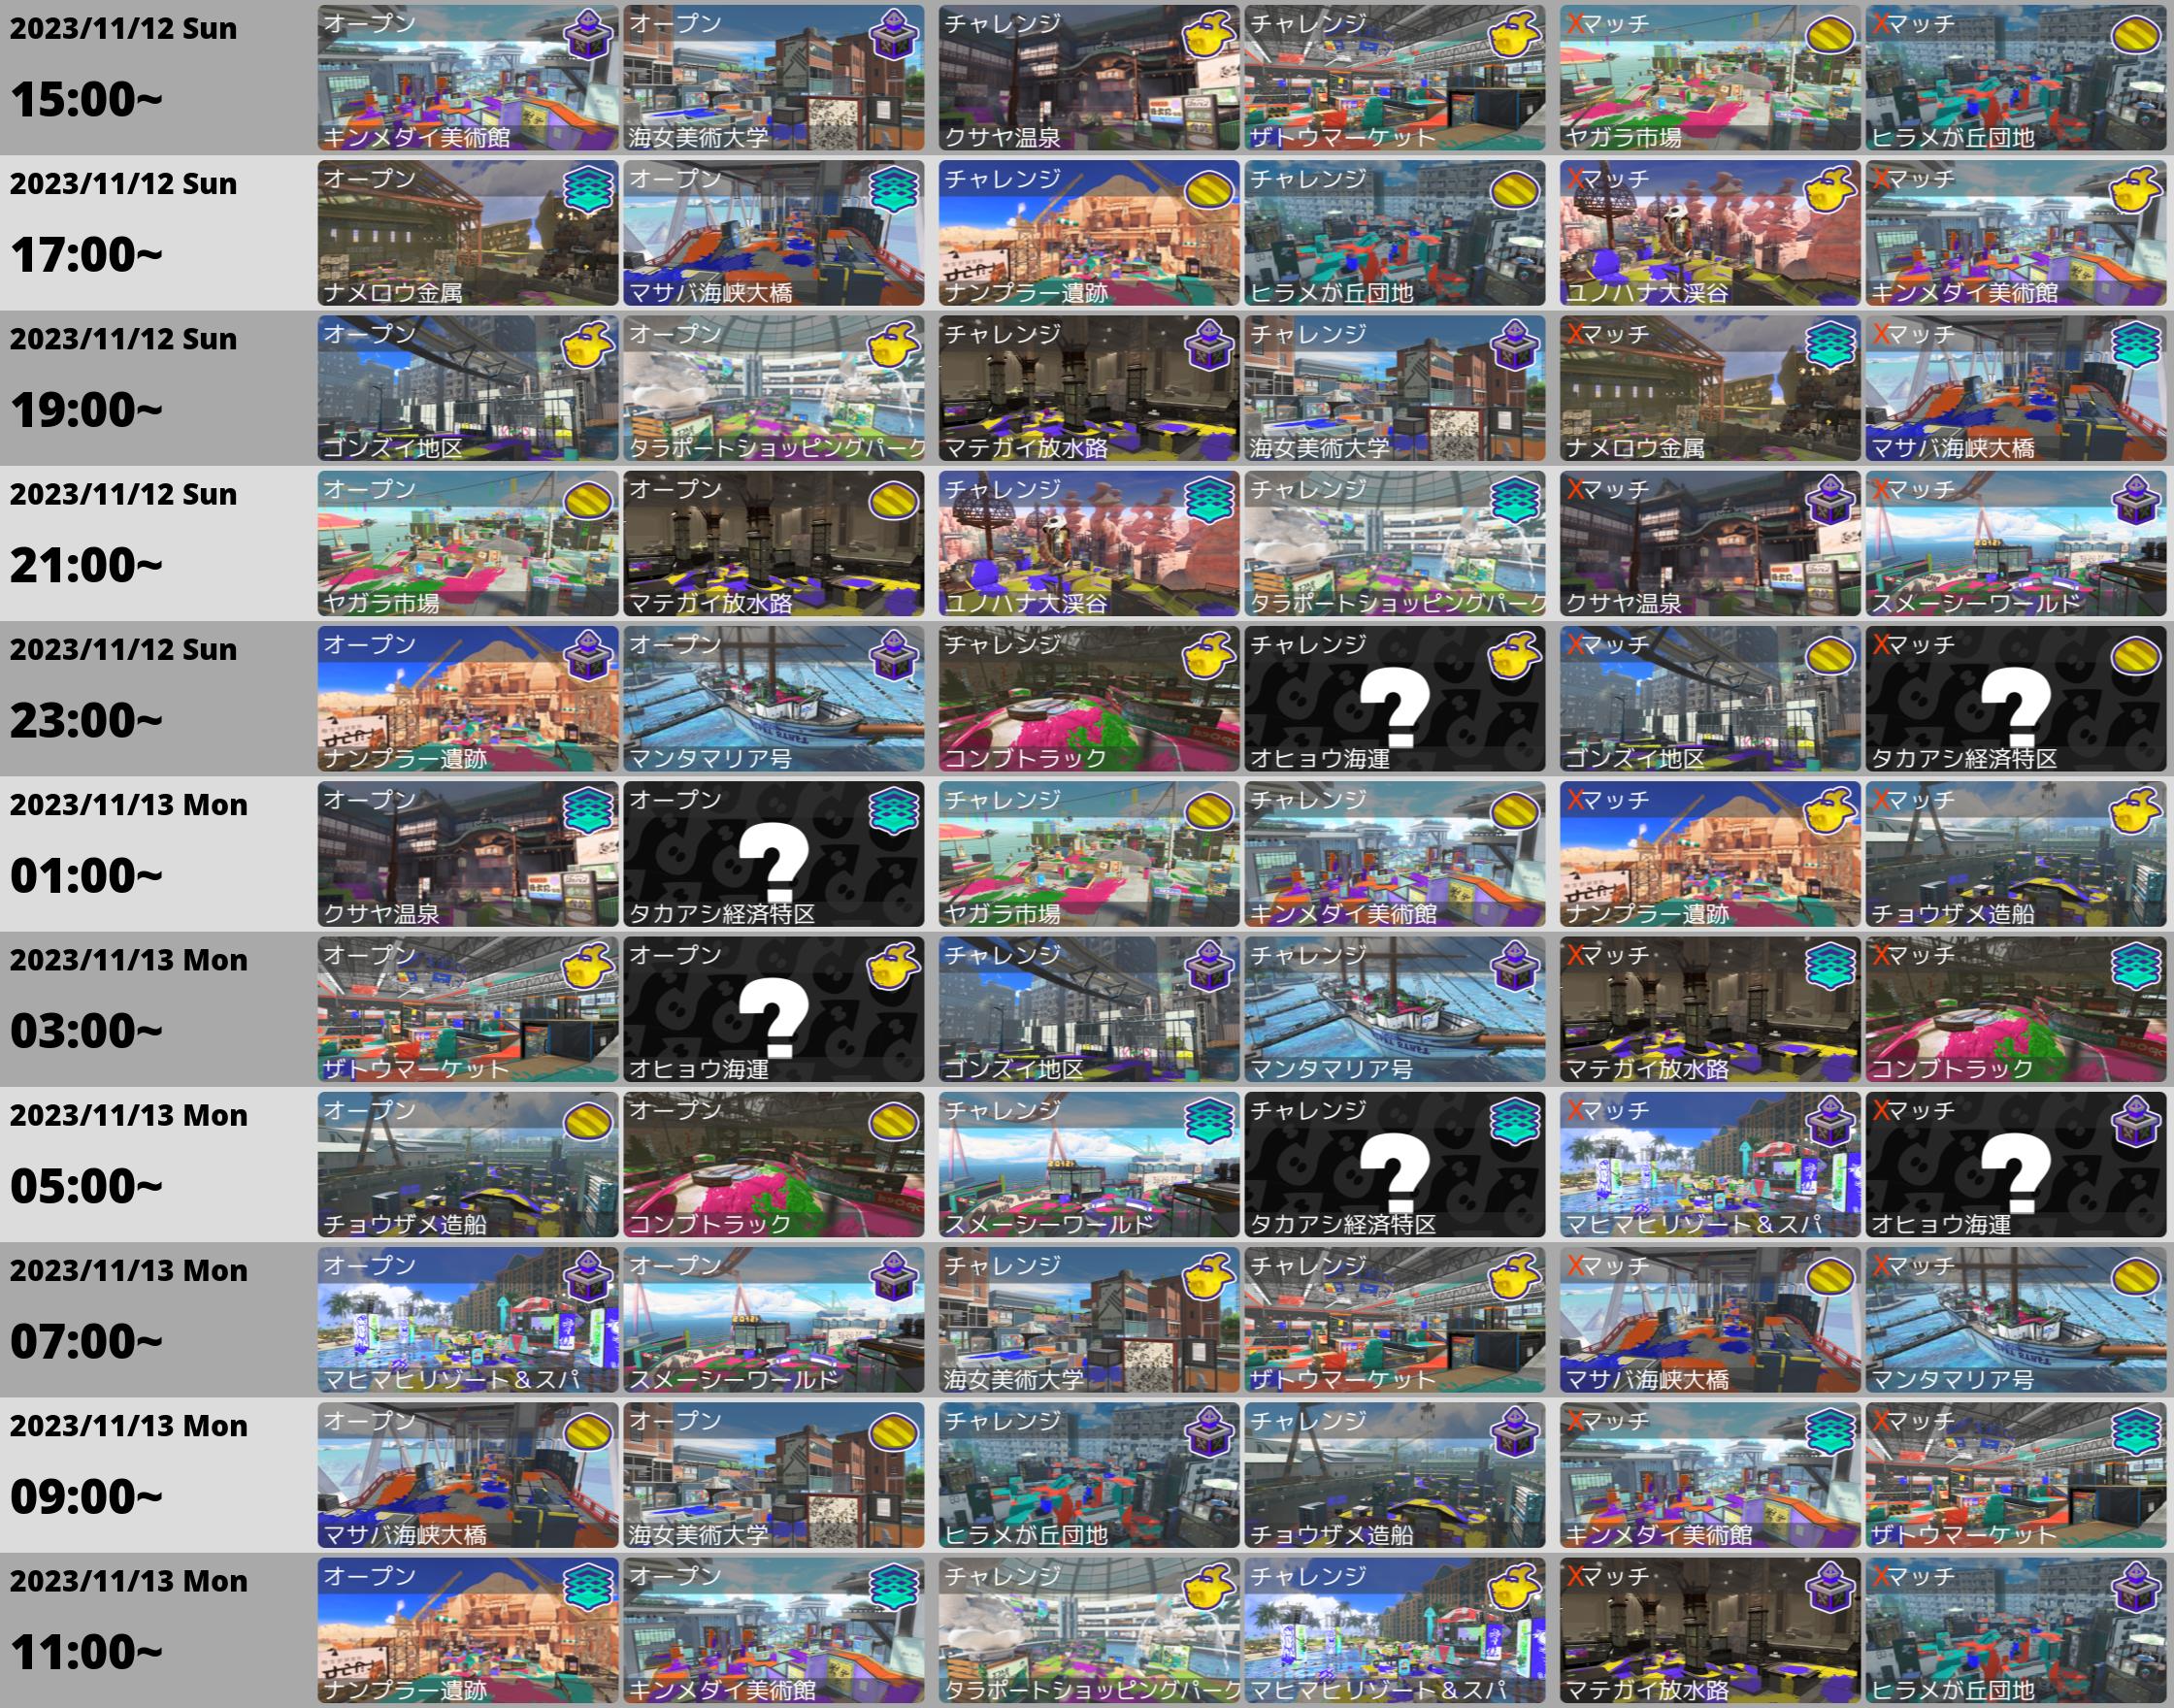 2023/11/12 Sun
15:00~
オープン
キンメダイ美術館
オープン
海女美術大学
チャレンジ
クサヤ温泉
チャレンジ
ザトウマーケット
Xマッチ
ヤガラ市場
Xマッチ
ヒラメが丘団地
2023/11/12 Sun
17:00~
オープン
ナメロウ金属
オープン
マサバ海峡大橋
チャレンジ
ナンプラー遺跡
チャレンジ
ヒラメが丘団地
Xマッチ
ユノハナ大渓谷
Xマッチ
キンメダイ美術館
2023/11/12 Sun
19:00~
オープン
ゴンズイ地区
オープン
タラポートショッピングパーク
チャレンジ
マテガイ放水路
チャレンジ
海女美術大学
Xマッチ
ナメロウ金属
Xマッチ
マサバ海峡大橋
2023/11/12 Sun
21:00~
オープン
ヤガラ市場
オープン
マテガイ放水路
チャレンジ
ユノハナ大渓谷
チャレンジ
タラポートショッピングパーク
Xマッチ
クサヤ温泉
Xマッチ
スメーシーワールド
2023/11/12 Sun
23:00~
オープン
ナンプラー遺跡
オープン
マンタマリア号
チャレンジ
コンブトラック
チャレンジ
?
オヒョウ海運
Xマッチ
ゴンズイ地区
Xマッチ
?
タカアシ経済特区
2023/11/13 Mon
01:00~
オープン
クサヤ温泉
オープン
?
タカアシ経済特区
チャレンジ
ヤガラ市場
チャレンジ
キンメダイ美術館
Xマッチ
ナンプラー遺跡
Xマッチ
チョウザメ造船
2023/11/13 Mon
03:00~
オープン
ザトウマーケット
オープン
?
オヒョウ海運
チャレンジ
ゴンズイ地区
チャレンジ
マンタマリア号
Xマッチ
マテガイ放水路
Xマッチ
コンブトラック
2023/11/13 Mon
05:00~
オープン
チョウザメ造船
オープン
コンブトラック
チャレンジ
スメーシーワールド
チャレンジ
?
タカアシ経済特区
Xマッチ
マヒマヒリゾート&スパ
Xマッチ
?
オヒョウ海運
2023/11/13 Mon
07:00~
オープン
マヒマヒリゾート&スパ
オープン
スメーシーワールド
チャレンジ
海女美術大学
チャレンジ
ザトウマーケット
Xマッチ
マサバ海峡大橋
Xマッチ
マンタマリア号
2023/11/13 Mon
09:00~
オープン
マサバ海峡大橋
オープン
海女美術大学
チャレンジ
ヒラメが丘団地
チャレンジ
チョウザメ造船
Xマッチ
キンメダイ美術館
Xマッチ
ザトウマーケット
2023/11/13 Mon
11:00~
オープン
ナンプラー遺跡
オープン
キンメダイ美術館
チャレンジ
タラポートショッピングパーク
チャレンジ
マヒマヒリゾート&スパ
Xマッチ
マテガイ放水路
Xマッチ
ヒラメが丘団地